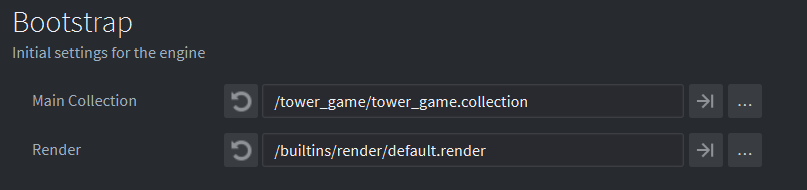 Bootstrap
Initial settings for the engine
Main Collection /tower_game/tower_game.collection ...
Render /builtins/render/default.render ...